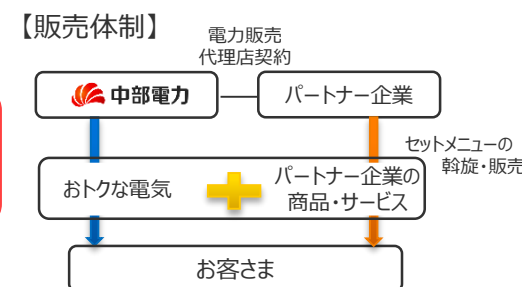 【販売体制】
電力販売
代理店契約
中部電力
パートナー企業
セットメニューの
斡旋・販売
おトクな電気
パートナー企業の
商品・サービス
お客さま